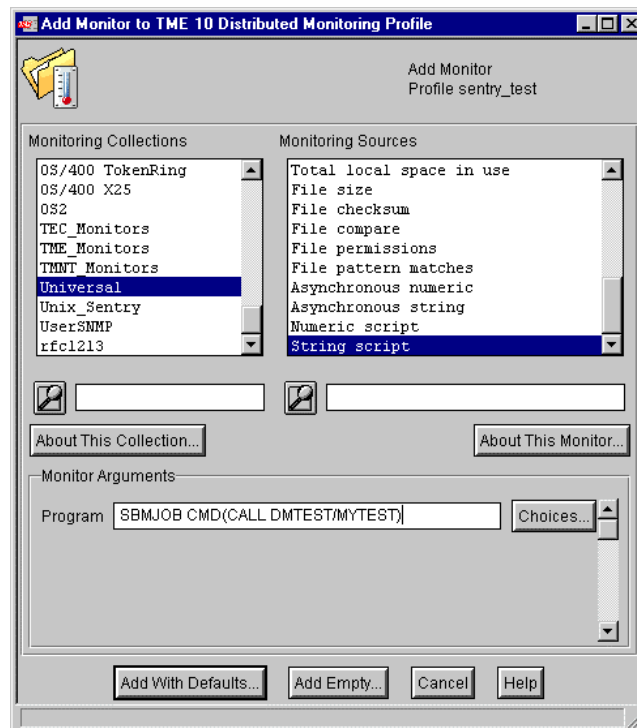 Add Monitor to TME 10 Distributed Monitoring Profile
Add Monitor
Profile sentry_test
Monitoring Collections
OS/400 TokenRing
OS/400 X25
OS2
TEC_Monitors
TME_Monitors
TMNT_Monitors
Universal
Unix_Sentry
UserSNMP
rfc1213
Monitoring Sources
Total local space in use
File size
File checksum
File compare
File permissions
File pattern matches
Asynchronous numeric
Asynchronous string
Numeric script
String script
About This Collection...
About This Monitor...
Monitor Arguments
Program SBMJOB CMD(CALL DMTEST/MYTEST) Choices...
Add With Defaults... Add Empty... Cancel Help